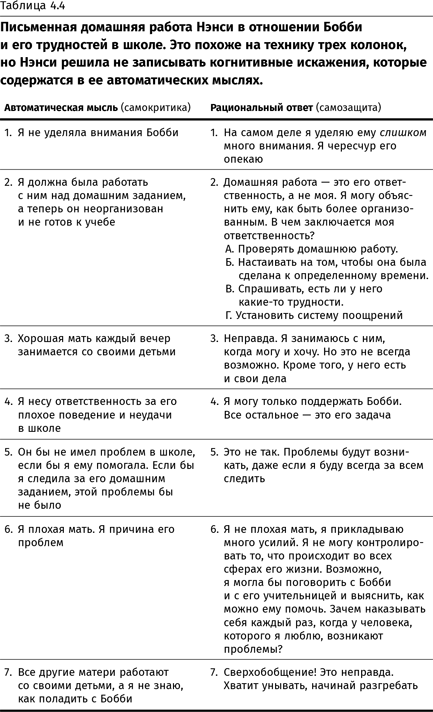 Таблица 4.4
Письменная домашняя работа Нэнси в отношении Бобби
и его трудностей в школе. Это похоже на технику трех колонок,
но Нэнси решила не записывать когнитивные искажения, которые
содержатся в ее автоматических мыслях.
Автоматическая мысль (самокритика)
Рациональный ответ (самозащита)
1. Я не уделяла внимания Бобби
1. На самом деле я уделяю ему слишком
много внимания. Я чересчур его
опекаю
2. Я должна была работать
с ним над домашним заданием,
а теперь он неорганизован
и не готов к учебе
2. Домашняя работа — это его ответ-
ственность, а не моя. Я могу объяс-
нить ему, как быть более организо-
ванным. В чем заключается моя
ответственность?
А. Проверять домашнюю работу.
Б. Настаивать на том, чтобы она была
сделана к определенному времени.
В. Спрашивать, есть ли у него
какие-то трудности.
Г. Установить систему поощрений
3. Хорошая мать каждый вечер
занимается со своими детьми
3. Неправда. Я занимаюсь с ним,
когда могу и хочу. Но это не всегда
возможно. Кроме того, у него есть
и свои дела
4. Я несу ответственность за его
плохое поведение и неудачи
в школе
4. Я могу только поддержать Бобби.
Все остальное — это его задача
5. Он бы не имел проблем в школе,
если бы я ему помогала. Если бы
я следила за его домашним
заданием, этой проблемы бы
не было
5. Это не так. Проблемы будут возни-
кать, даже если я буду всегда за всем
следить
6. Я плохая мать. Я причина его
проблем
6. Я не плохая мать, я прикладываю
много усилий. Я не могу контролиро-
вать то, что происходит во всех
сферах его жизни. Возможно,
я могла бы поговорить с Бобби
и с его учительницей и выяснить, как
можно ему помочь. Зачем наказывать
себя каждый раз, когда у человека,
которого я люблю, возникают
проблемы?
7. Все другие матери работают
со своими детьми, а я не знаю,
как поладить с Бобби
7. Сверхобобщение! Это неправда.
Хватит унывать, начинай разгребать